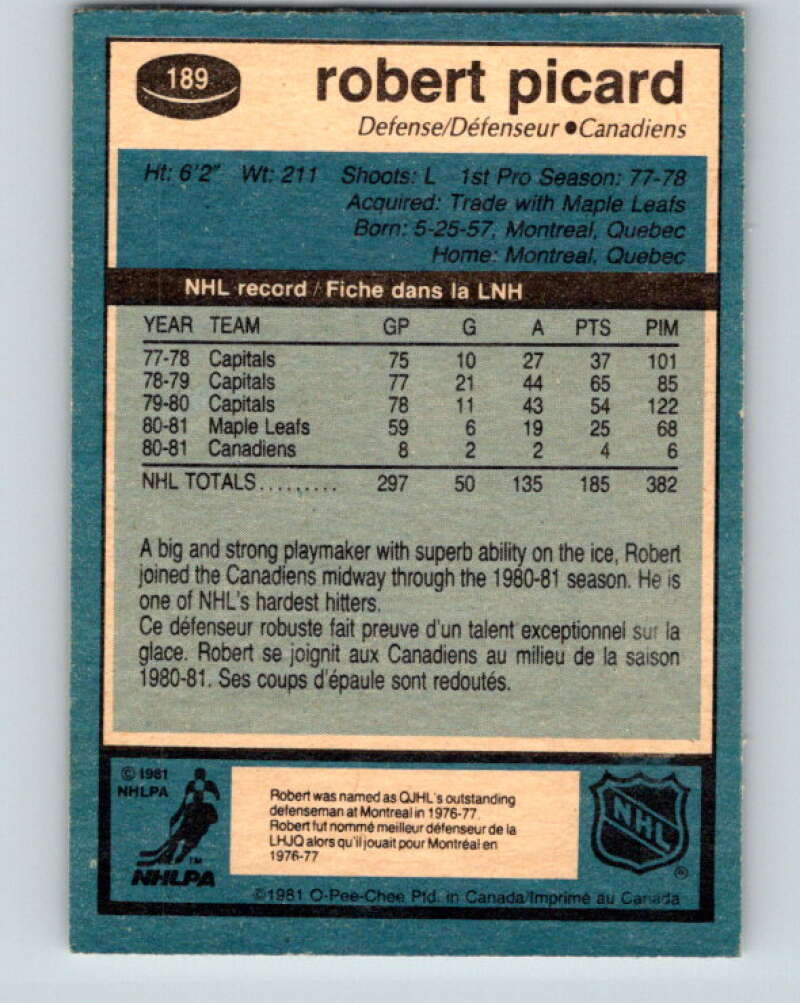 189
robert picard
Defense/Défenseur ●Canadiens
Ht: 6'2" Wt: 211 Shoots: L 1st Pro Season: 77-78
Acquired: Trade with Maple Leafs
Born: 5-25-57, Montreal, Quebec
Home: Montreal, Quebec
NHL record / Fiche dans la LNH
YEAR TEAM GP G A PTS PIM
77-78 Capitals 75 10 27 37 101
78-79 Capitals 77 21 44 65 85
79-80 Capitals 78 11 43 54 122
80-81 Maple Leafs 59 6 19 25 68
80-81 Canadiens 8 2 2 4 6
NHL TOTALS......... 297 50 135 185 382
A big and strong playmaker with superb ability on the ice, Robert
joined the Canadiens midway through the 1980-81 season. He is
one of NHL's hardest hitters.
Ce défenseur robuste fait preuve d'un talent exceptionnel sur la
glace. Robert se joignit aux Canadiens au milieu de la saison
1980-81. Ses coups d'épaule sont redoutés.
© 1981
NHLPA
TM
NHLPA
Robert was named as QJHL's outstanding
defenseman at Montreal in 1976-77.
Robert fut nommé meilleur défenseur de la
LHJQ alors qu'il jouait pour Montréal en
1976-77
NHL
®
©1981 O-Pee-Chee Ptd. in Canada/Imprimé au Canada